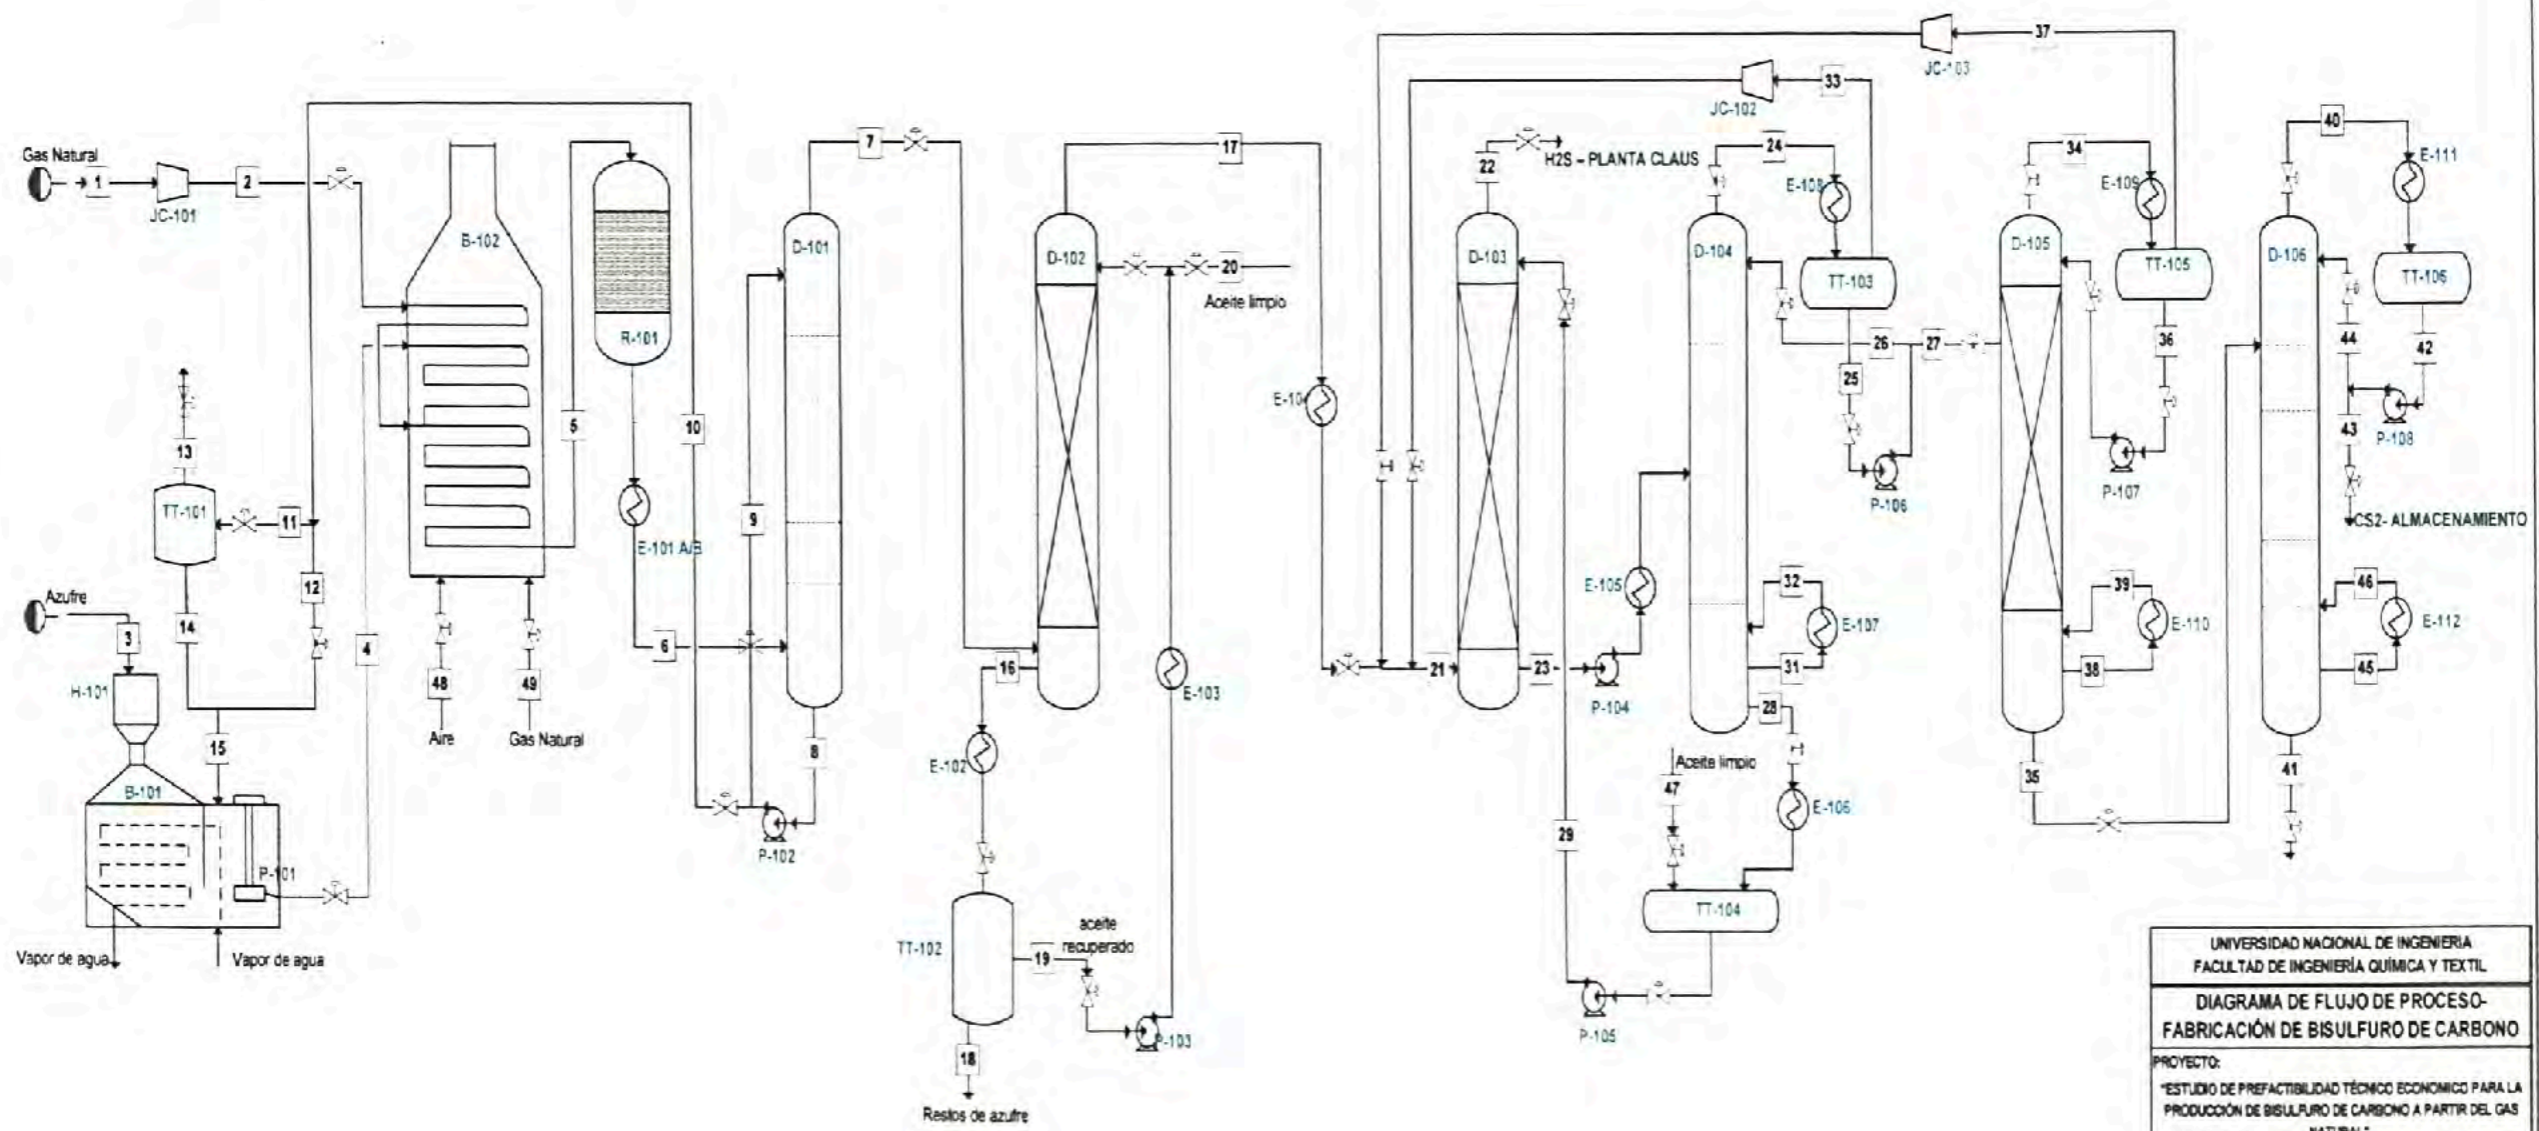 Gas Natural
1
JC-101
2
B-102
R-101
5
E-101 A/B
6
10
9
7
D-101
8
P-102
13
TT-101
11
12
14
15
4
Azufre
3
H-101
B-101
P-101
Vapor de agua
Vapor de agua
48
Aire
49
Gas Natural
17
D-102
20
Aceite limpio
16
E-102
E-103
TT-102
aceite
recuperado
19
P-103
18
Restos de azufre
E-10
37
JC-103
33
JC-102
22
H2S – PLANTA CLAUS
D-103
21
23
P-104
E-105
29
P-105
24
E-108
D-104
TT-103
26
27
25
P-106
32
E-107
31
28
Aceite limpio
47
E-106
TT-104
34
E-109
D-105
TT-105
36
P-107
39
E-110
38
35
40
E-111
D-106
TT-106
44
42
43
P-108
CS2- ALMACENAMIENTO
46
E-112
45
41
UNIVERSIDAD NACIONAL DE INGENIERIA
FACULTAD DE INGENIERÍA QUÍMICA Y TEXTIL
DIAGRAMA DE FLUJO DE PROCESO-
FABRICACIÓN DE BISULFURO DE CARBONO
PROYECTO:
"ESTUDIO DE PREFACTIBILIDAD TÉCNICO ECONOMICO PARA LA
PRODUCCIÓN DE BISULFURO DE CARBONO A PARTIR DEL GAS
NATURAL"